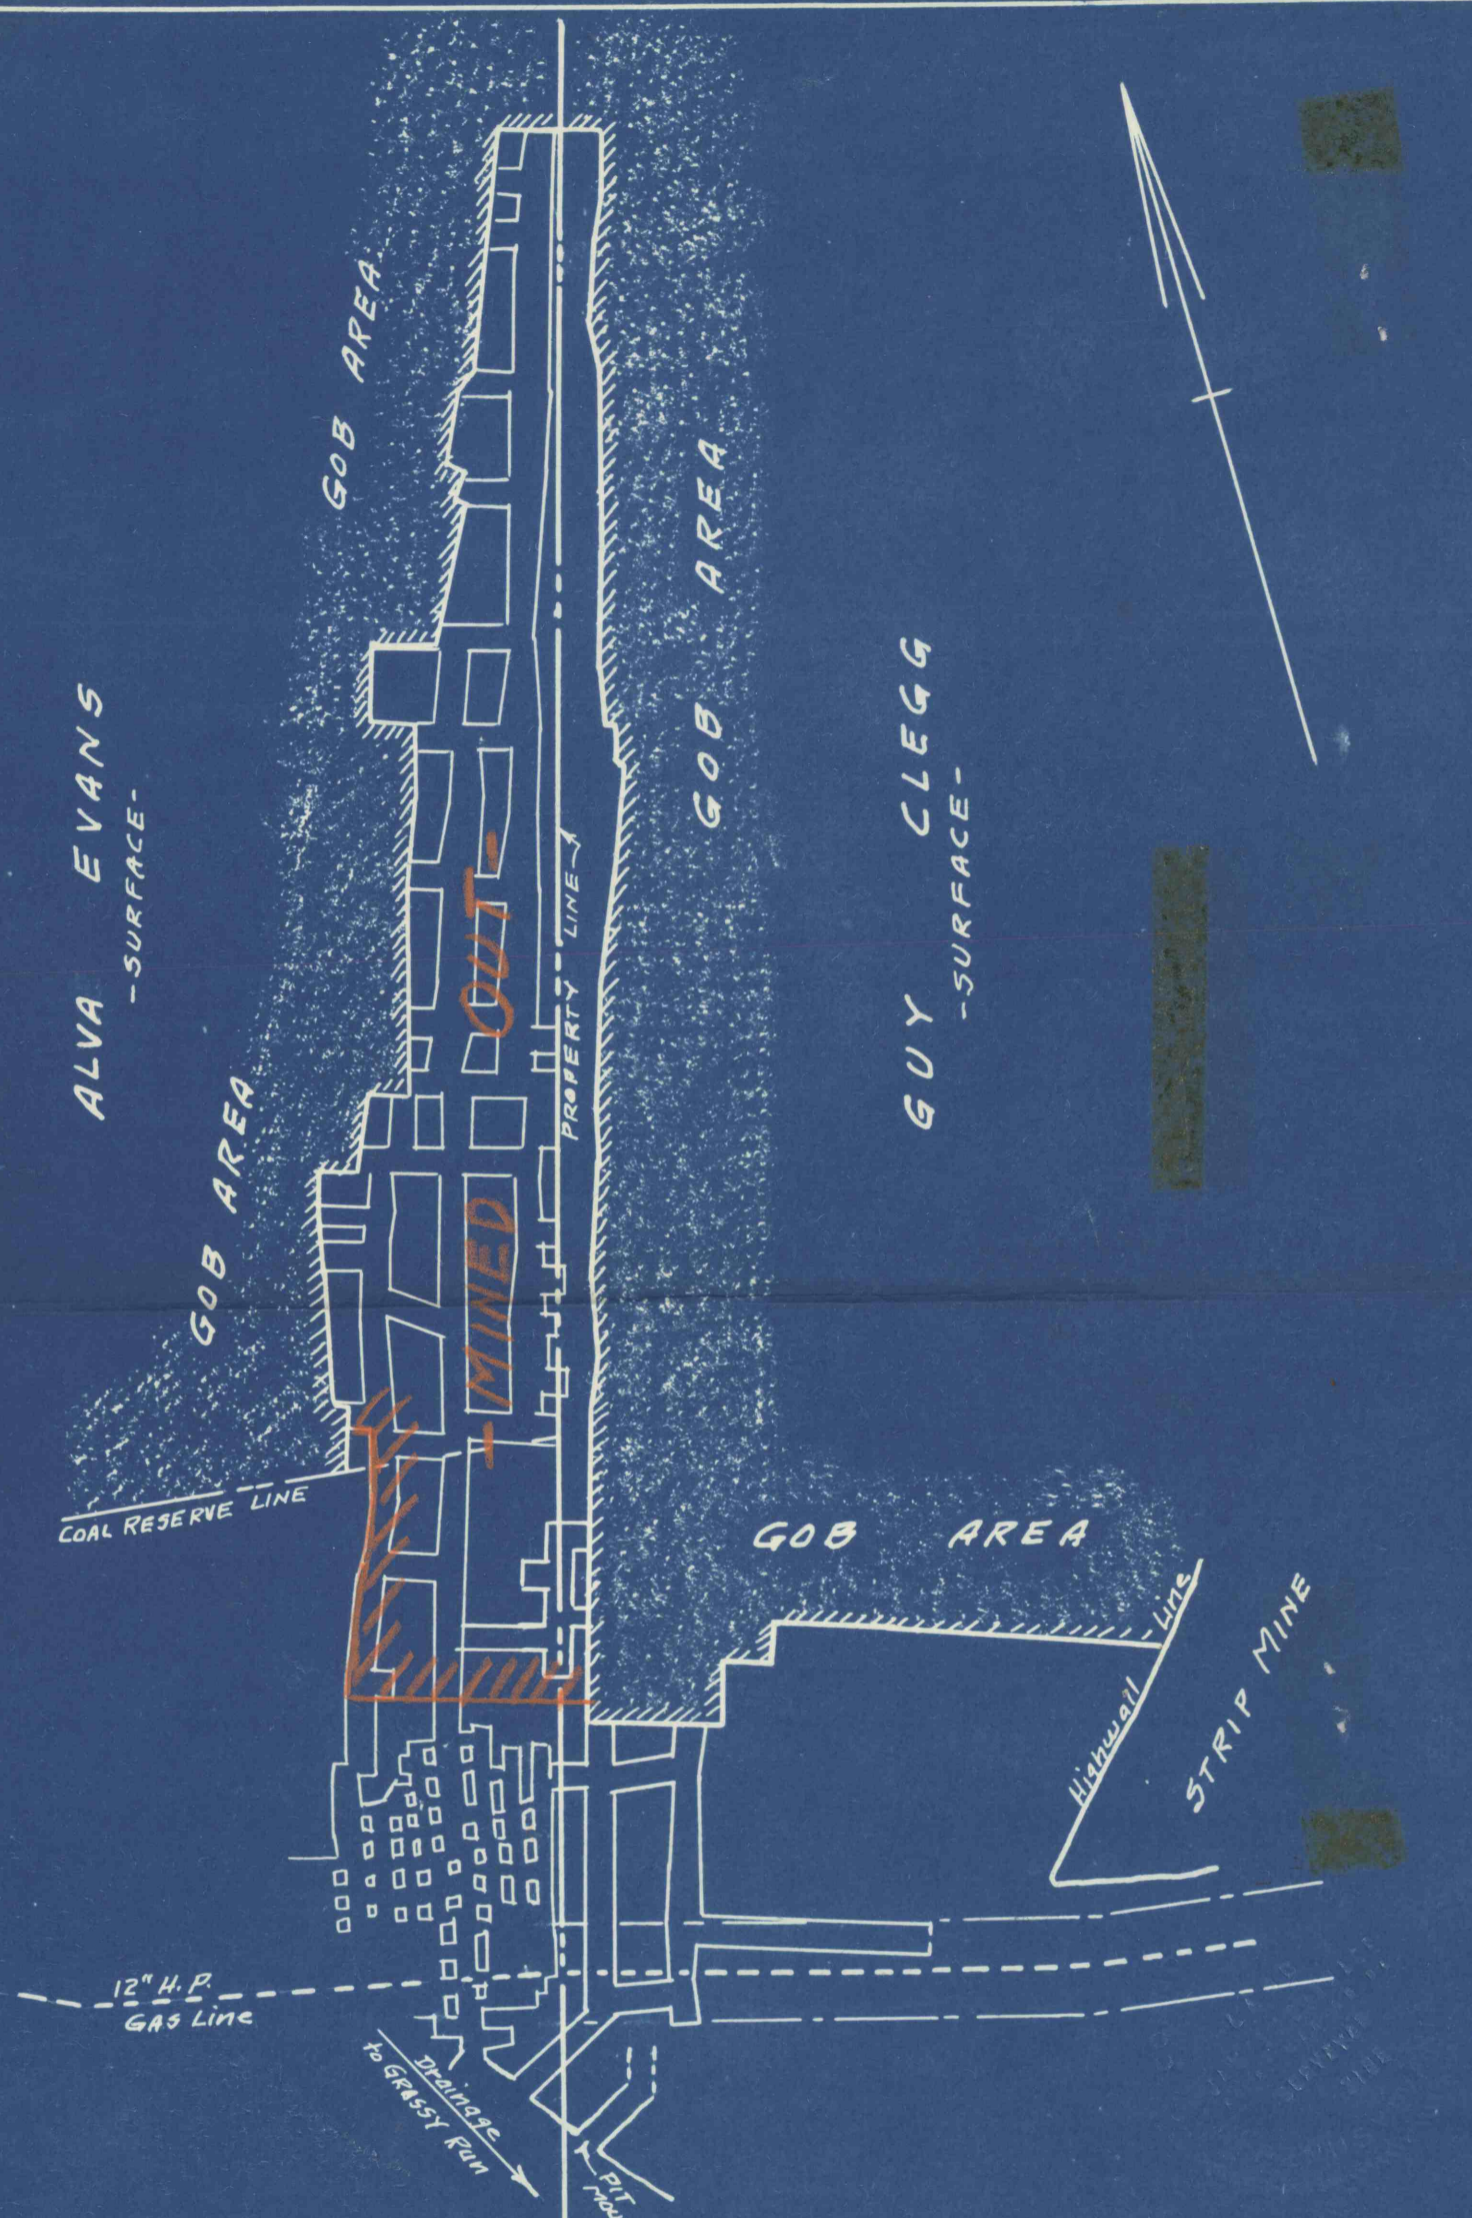 ALVA EVANS
-SURFACE-
GOB AREA
GOB AREA
GOB AREA
GUY CLEGG
-SURFACE-
PROPERTY LINE
-MINED OUT-
COAL RESERVE LINE
GOB AREA
Highwall Line
STRIP MINE
12" H.P.
GAS Line
Drainage
to GRASSY Run
PIT